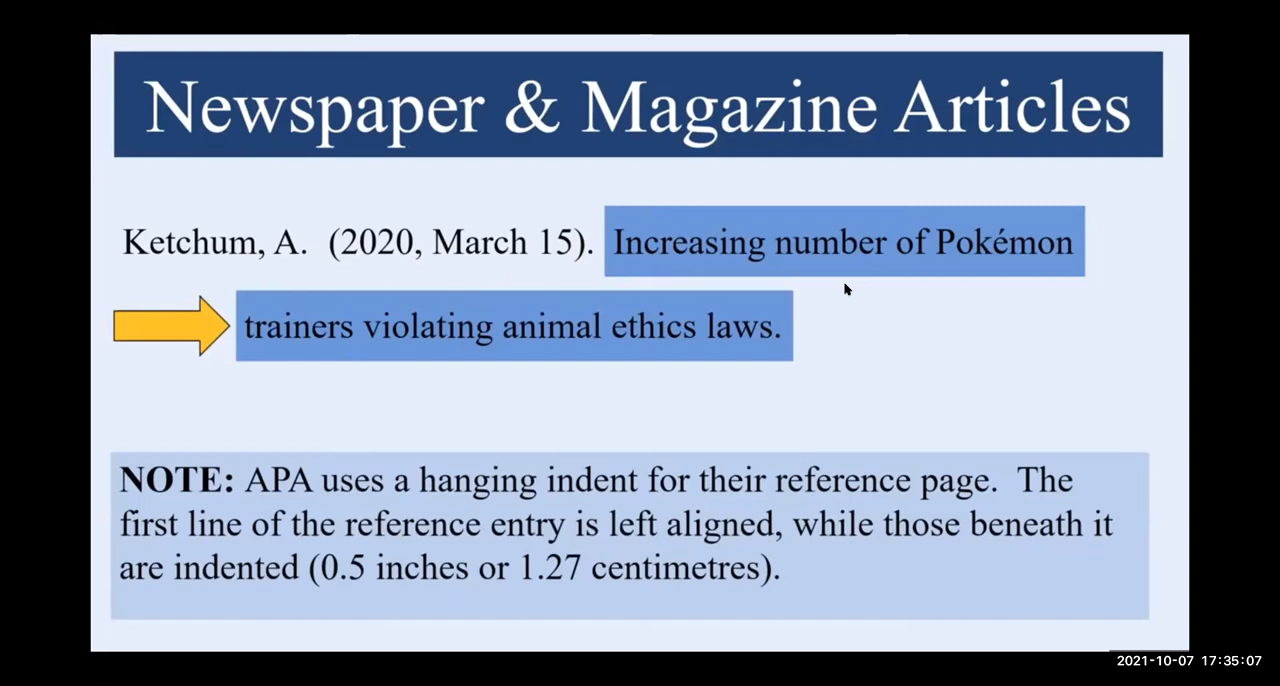 Newspaper & Magazine Articles
Ketchum, A.  (2020, March 15).  Increasing number of Pokémon
trainers violating animal ethics laws.
NOTE: APA uses a hanging indent for their reference page.  The
first line of the reference entry is left aligned, while those beneath it
are indented (0.5 inches or 1.27 centimetres).
2021-10-07 17:35:07